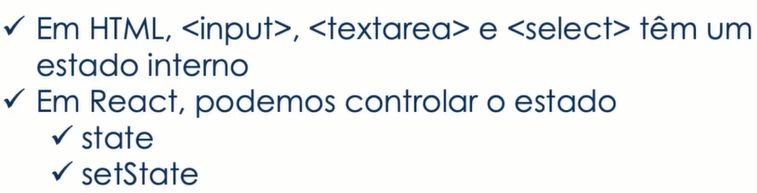 ✓ Em HTML, <input>, <textarea> e <select> têm um
estado interno
✓ Em React, podemos controlar o estado
✓ state
✓ setState